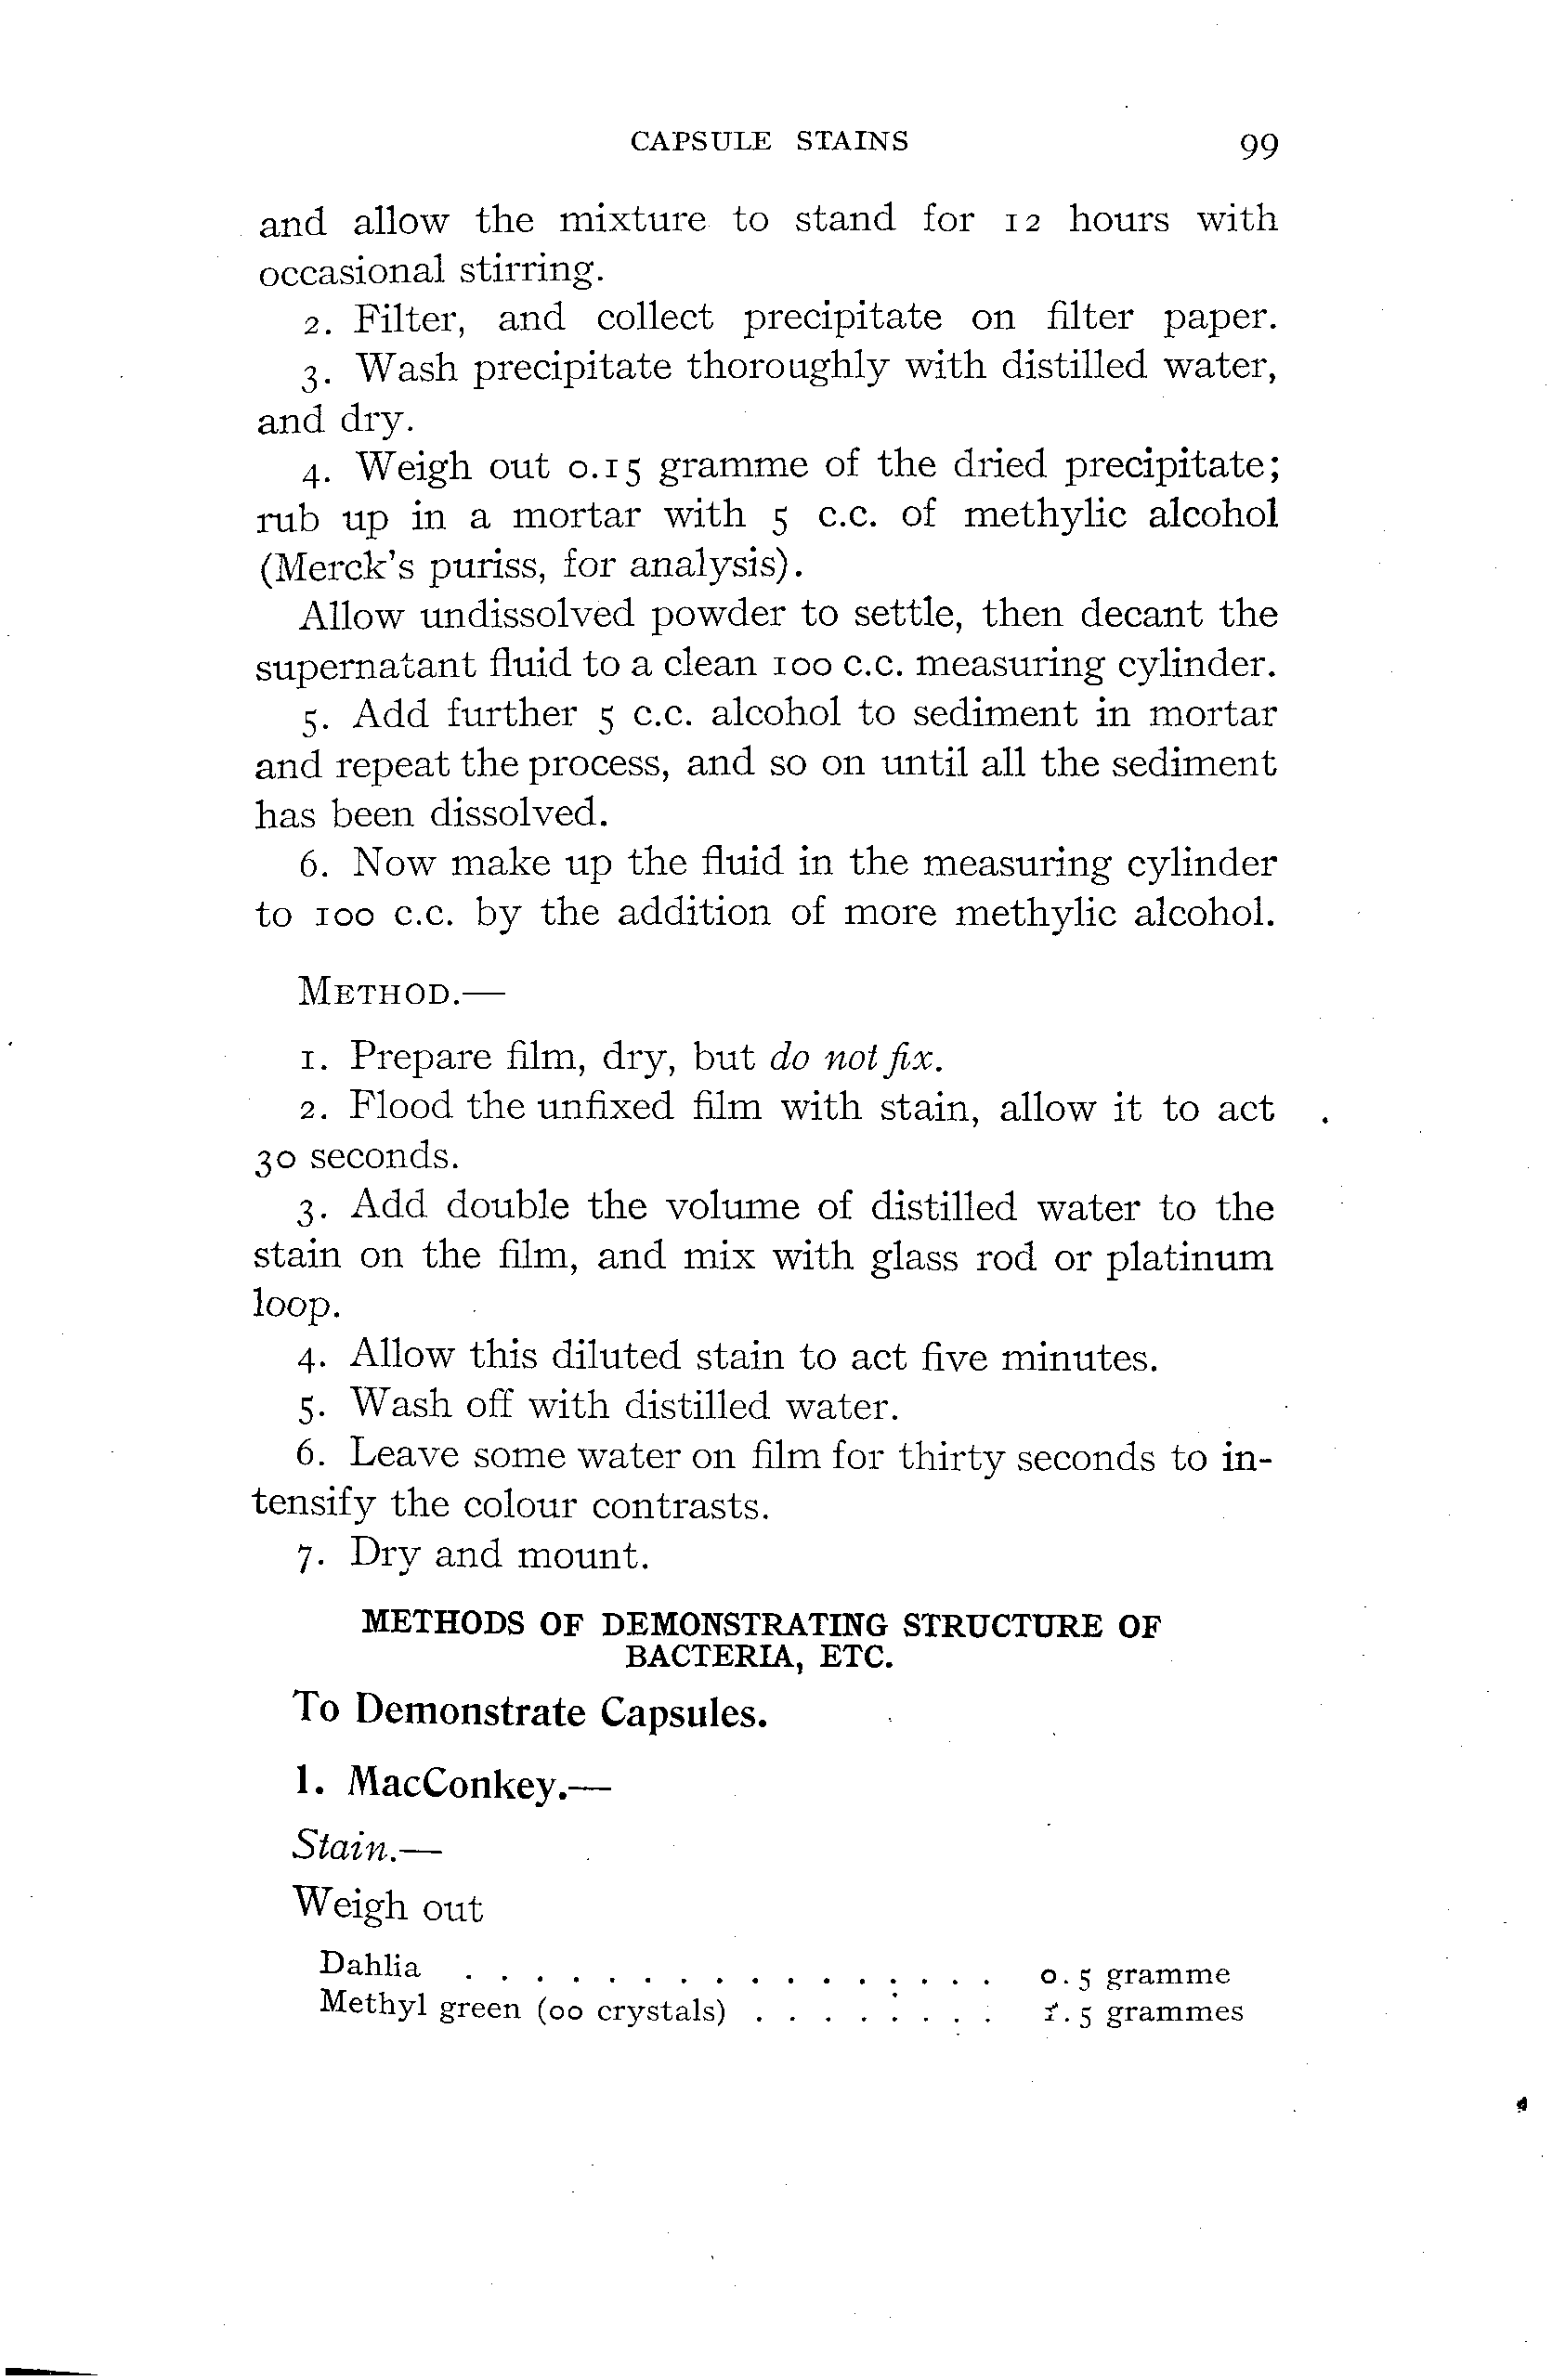 CAPSULE STAINS 99
and allow the mixture to stand for 12 hours with
occasional stirring.
2. Filter, and collect precipitate on filter paper.
3. Wash precipitate thoroughly with distilled water,
and dry.
4. Weigh out 0.15 gramme of the dried precipitate;
rub up in a mortar with 5 c.c. of methylic alcohol
(Merck's puriss, for analysis).
Allow undissolved powder to settle, then decant the
supernatant fluid to a clean 100 c.c. measuring cylinder.
5. Add further 5 c.c. alcohol to sediment in mortar
and repeat the process, and so on until all the sediment
has been dissolved.
6. Now make up the fluid in the measuring cylinder
to 100 c.c. by the addition of more methylic alcohol.
METHOD.—
1. Prepare film, dry, but do not fix.
2. Flood the unfixed film with stain, allow it to act
30 seconds.
3. Add double the volume of distilled water to the
stain on the film, and mix with glass rod or platinum
loop.
4. Allow this diluted stain to act five minutes.
5. Wash off with distilled water.
6. Leave some water on film for thirty seconds to in-
tensify the colour contrasts.
7. Dry and mount.
METHODS OF DEMONSTRATING STRUCTURE OF
BACTERIA, ETC.
To Demonstrate Capsules.
1. MacConkey.—
Stain.—
Weigh out
Dahlia . . . . . . . . . . . . . . . . 0.5 gramme
Methyl green (00 crystals) . . . . . . . . 1.5 grammes